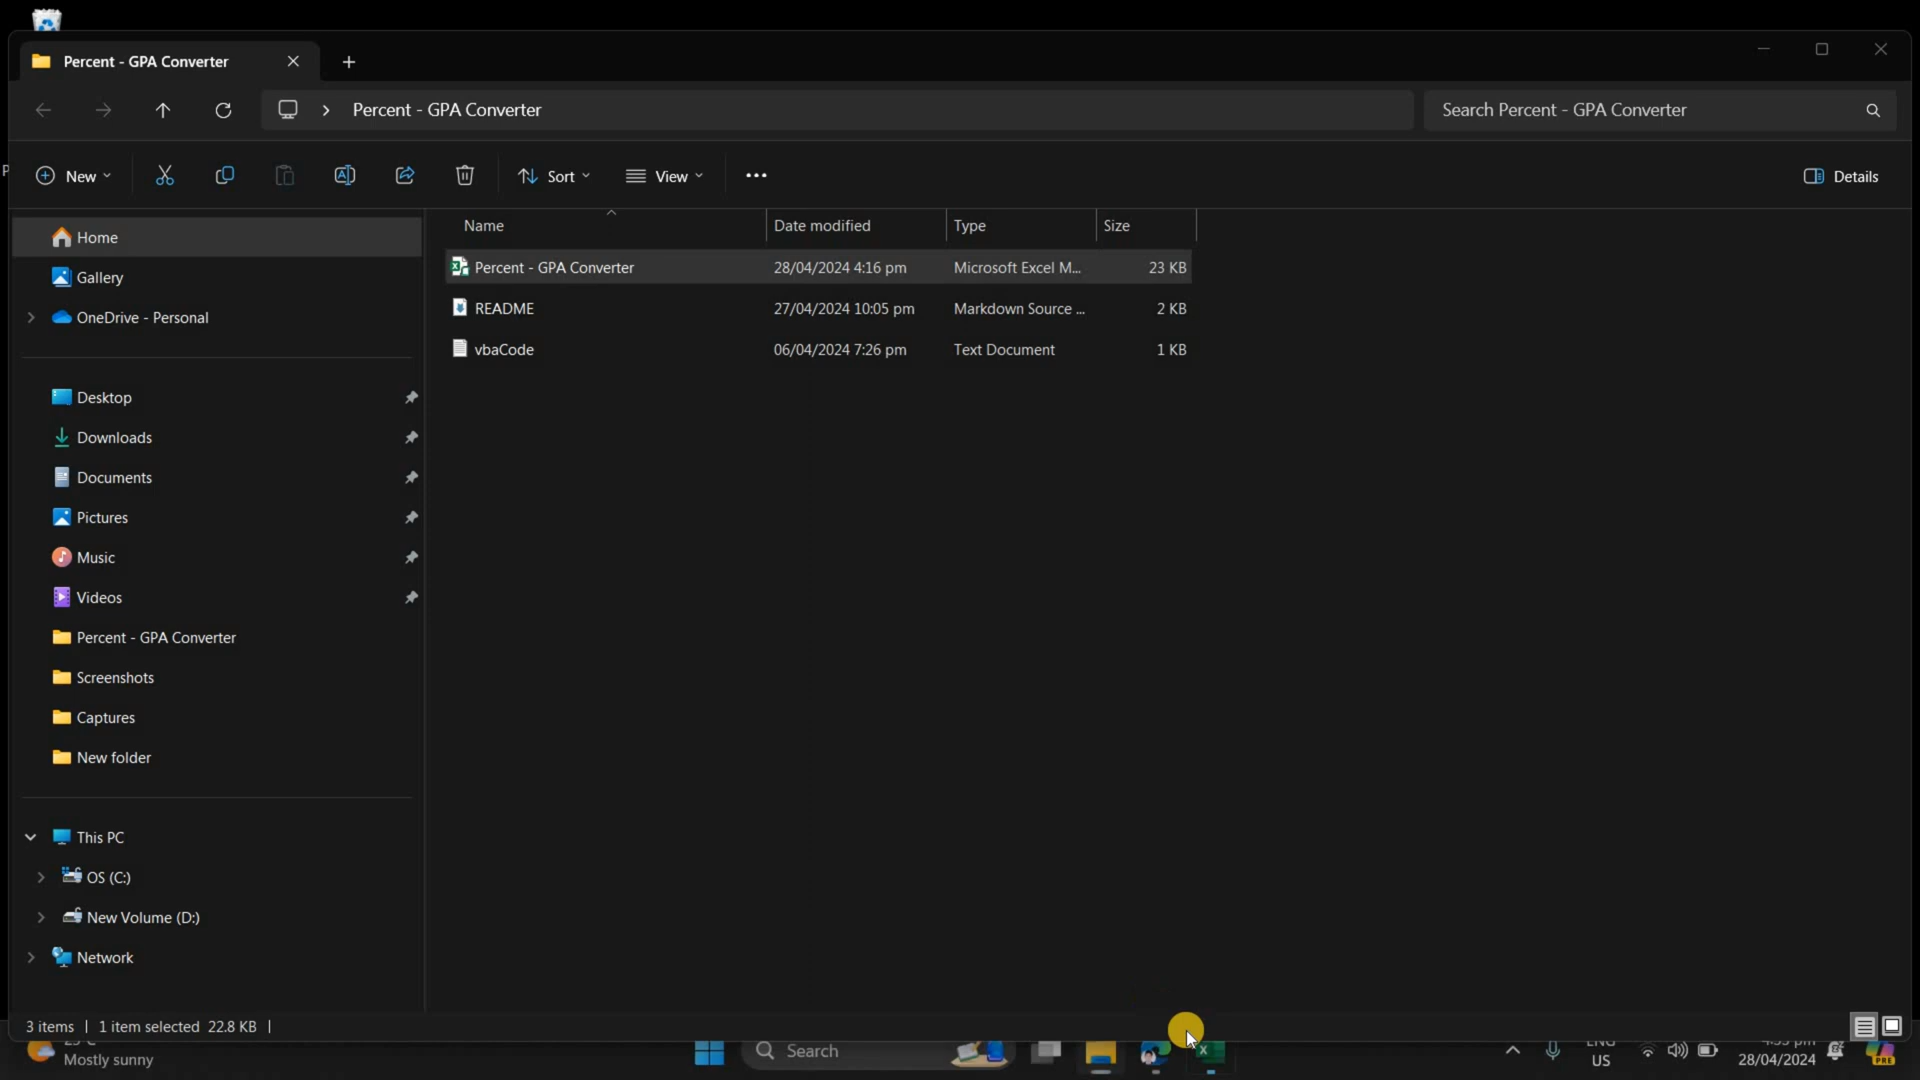 Percent - GPA Converter
Percent - GPA Converter
Search Percent - GPA Converter
New
Sort
View
Details
Name Date modified Type Size
Home
Gallery
OneDrive - Personal
Desktop
Downloads
Documents
Pictures
Music
Videos
Percent - GPA Converter
Screenshots
Captures
New folder
This PC
OS (C:)
New Volume (D:)
Network
Percent - GPA Converter 28/04/2024 4:16 pm Microsoft Excel M... 23 KB
README 27/04/2024 10:05 pm Markdown Source ... 2 KB
vbaCode 06/04/2024 7:26 pm Text Document 1 KB
3 items | 1 item selected 22.8 KB |
Mostly sunny
Search
ENG
US
28/04/2024
PRE